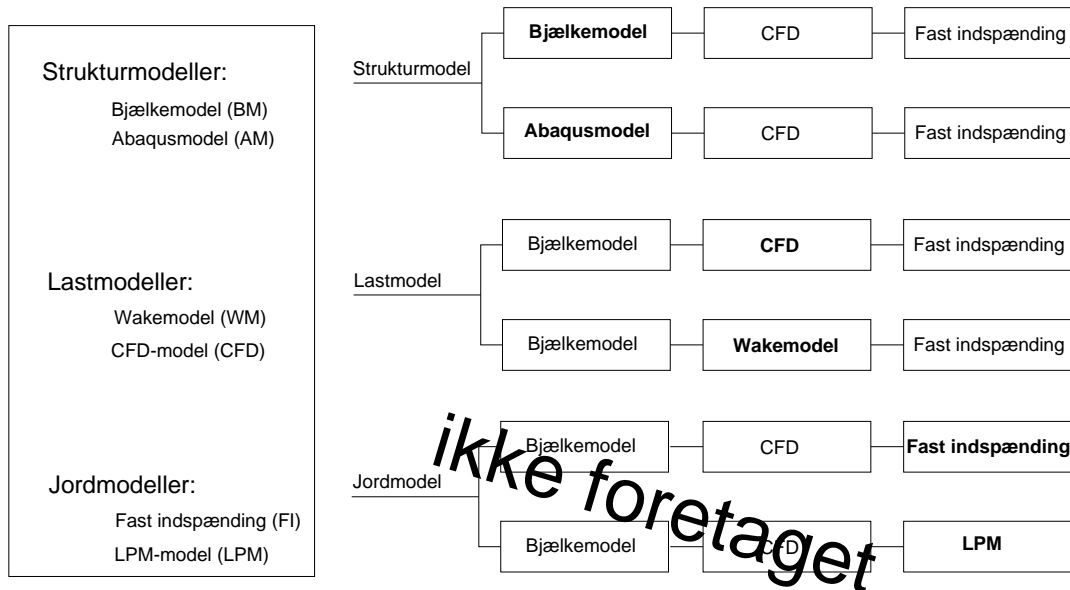 Strukturmodeller:
Bjælkemodel (BM)
Abaqusmodel (AM)
Lastmodeller:
Wakemodel (WM)
CFD-model (CFD)
Jordmodeller:
Fast indspænding (FI)
LPM-model (LPM)
Strukturmodel
Bjælkemodel CFD Fast indspænding
Abaqusmodel CFD Fast indspænding
Lastmodel
Bjælkemodel CFD Fast indspænding
Bjælkemodel Wakemodel Fast indspænding
Jordmodel
Bjælkemodel CFD Fast indspænding
Bjælkemodel CFD LPM
ikke foretaget